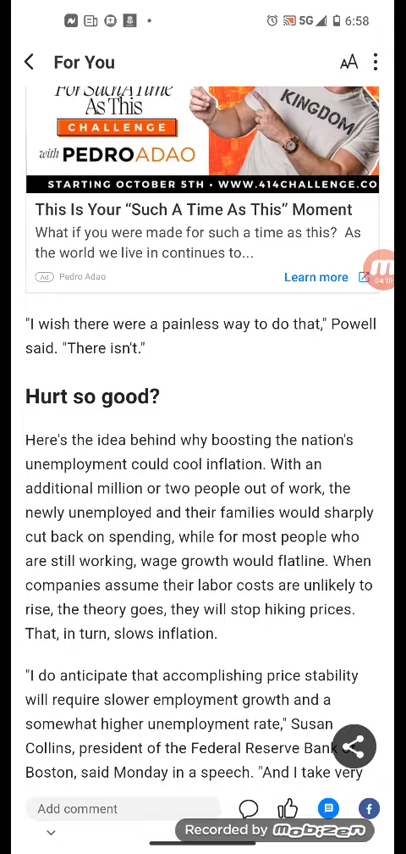 6:58
5G
For You
AA
For Such A Time
As This
CHALLENGE
with PEDRO ADAO
KINGDOM
STARTING OCTOBER 5TH • WWW.414CHALLENGE.CO
This Is Your “Such A Time As This” Moment
What if you were made for such a time as this? As
the world we live in continues to...
Ad Pedro Adao
Learn more
"I wish there were a painless way to do that," Powell
said. "There isn't."
Hurt so good?
Here's the idea behind why boosting the nation's
unemployment could cool inflation. With an
additional million or two people out of work, the
newly unemployed and their families would sharply
cut back on spending, while for most people who
are still working, wage growth would flatline. When
companies assume their labor costs are unlikely to
rise, the theory goes, they will stop hiking prices.
That, in turn, slows inflation.
"I do anticipate that accomplishing price stability
will require slower employment growth and a
somewhat higher unemployment rate," Susan
Collins, president of the Federal Reserve Bank
Boston, said Monday in a speech. "And I take very
Add comment
Recorded by mobizen